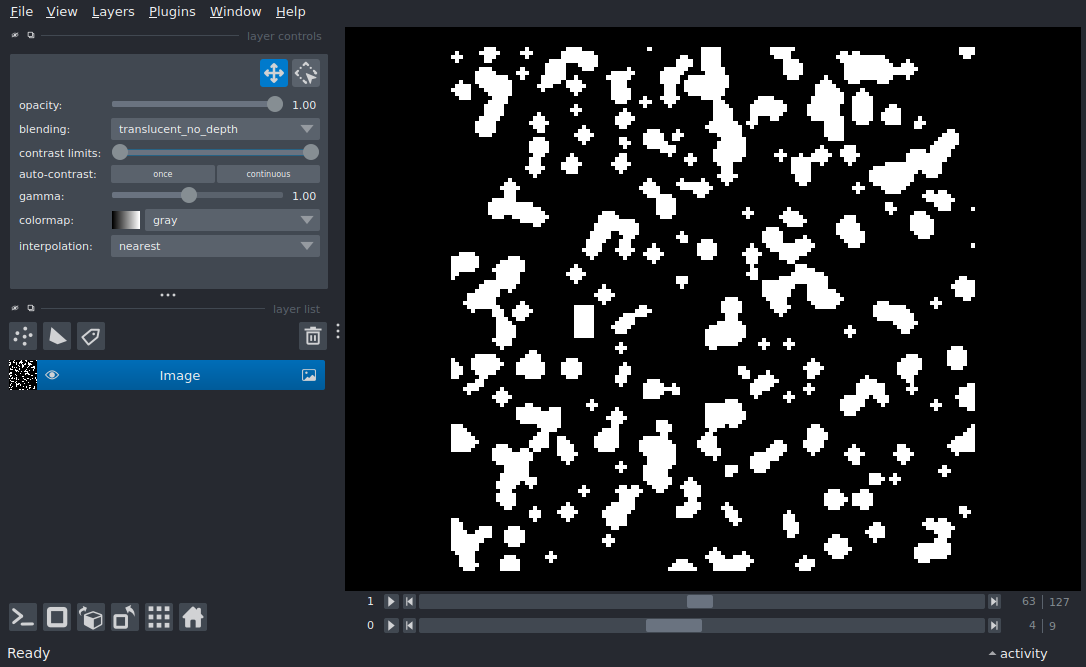 File View Layers Plugins Window Help
layer controls
opacity: 1.00
blending: translucent_no_depth
contrast limits:
auto-contrast: once continuous
gamma: 1.00
colormap: gray
interpolation: nearest
layer list
Image
1 63 127
0 4 9
Ready activity